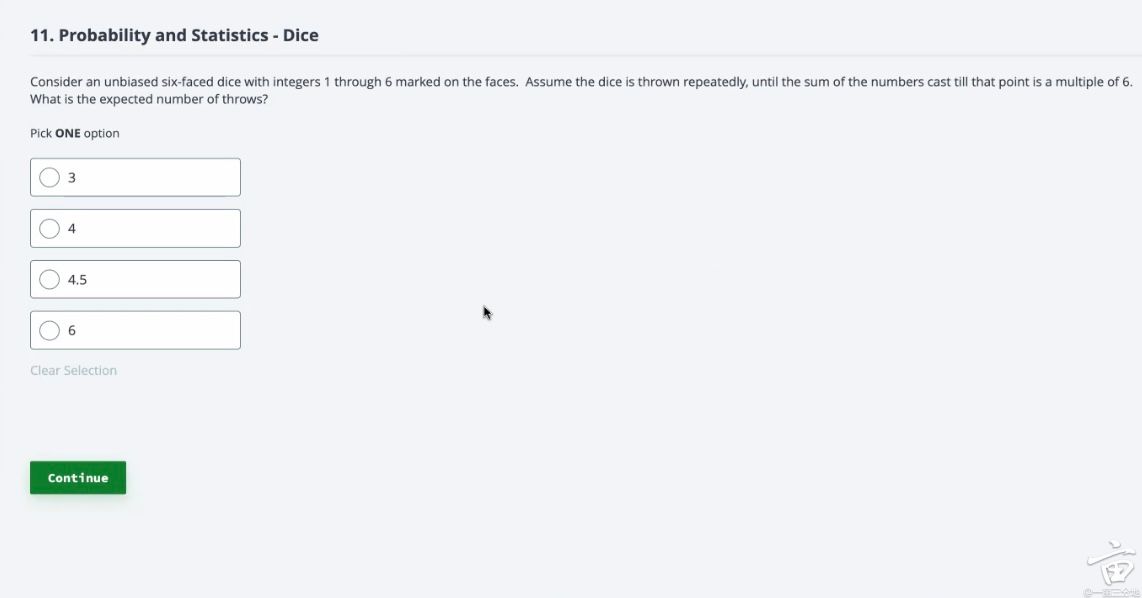 11. Probability and Statistics - Dice
Consider an unbiased six-faced dice with integers 1 through 6 marked on the faces.  Assume the dice is thrown repeatedly, until the sum of the numbers cast till that point is a multiple of 6.
What is the expected number of throws?
Pick ONE option
3
4
4.5
6
Clear Selection
Continue